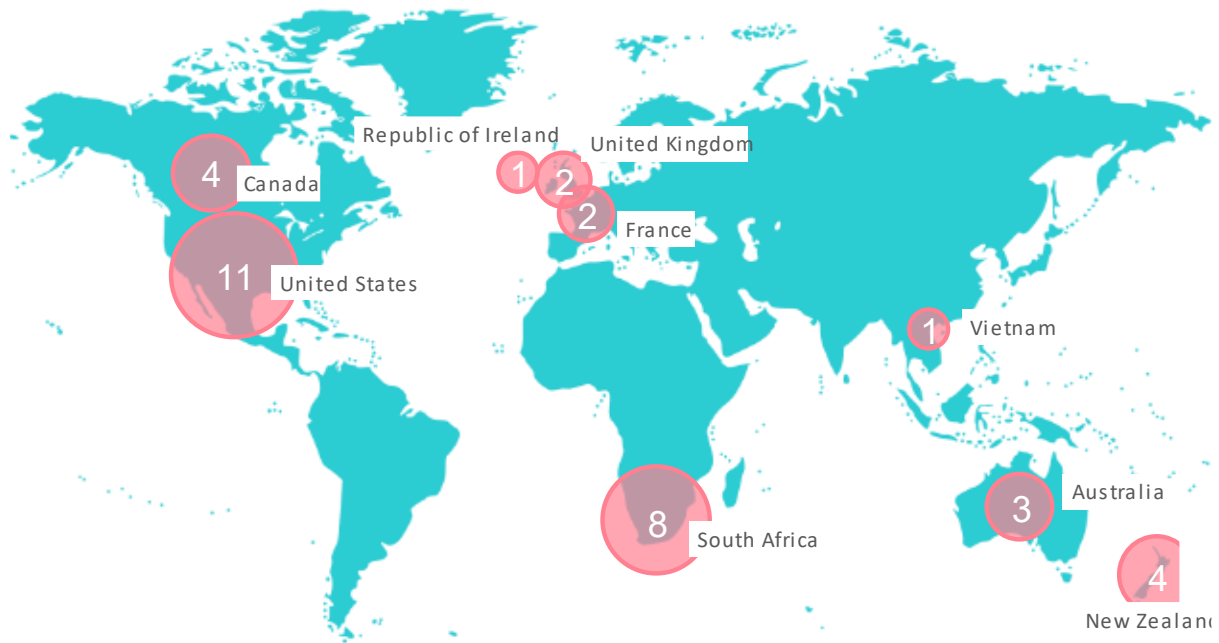 Republic of Ireland
United Kingdom
1
2
4
Canada
2
France
11
United States
1
Vietnam
3
Australia
8
South Africa
4
New Zealand